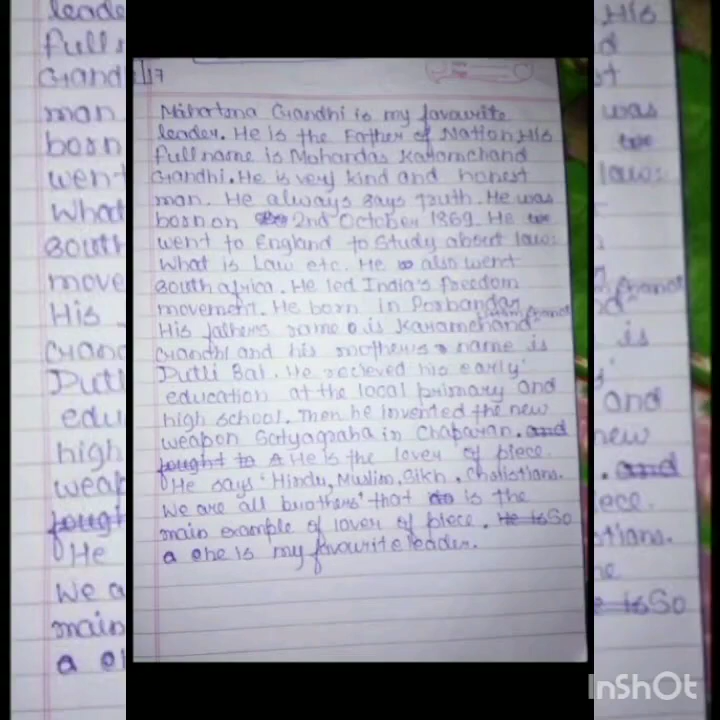 17
Mahartma Gandhi is my favourite
leader. He is the Father of Nation. His
full name is Mohandas Karamchand
Gandhi. He is very kind and honest
man. He always says truth. He was
born on 2nd October 1869. He
went to England to study about law.
What is Law etc. He also went
South africa. He led India's freedom
movement. He born in Porbandar
His fathers name is Karamchand
Gandhi and his mothers name is
Putli Bai. He recieved his early
education at the local primary and
high school. Then he invented the new
weapon Satyagraha in Chaparan. and
fought to He is the lover of piece.
He says 'Hindu, Muslim, Sikh, Chritians.
We are all brothers' that is the
main example of lover of piece. He is So
a he is my favourite leader.
InShOt